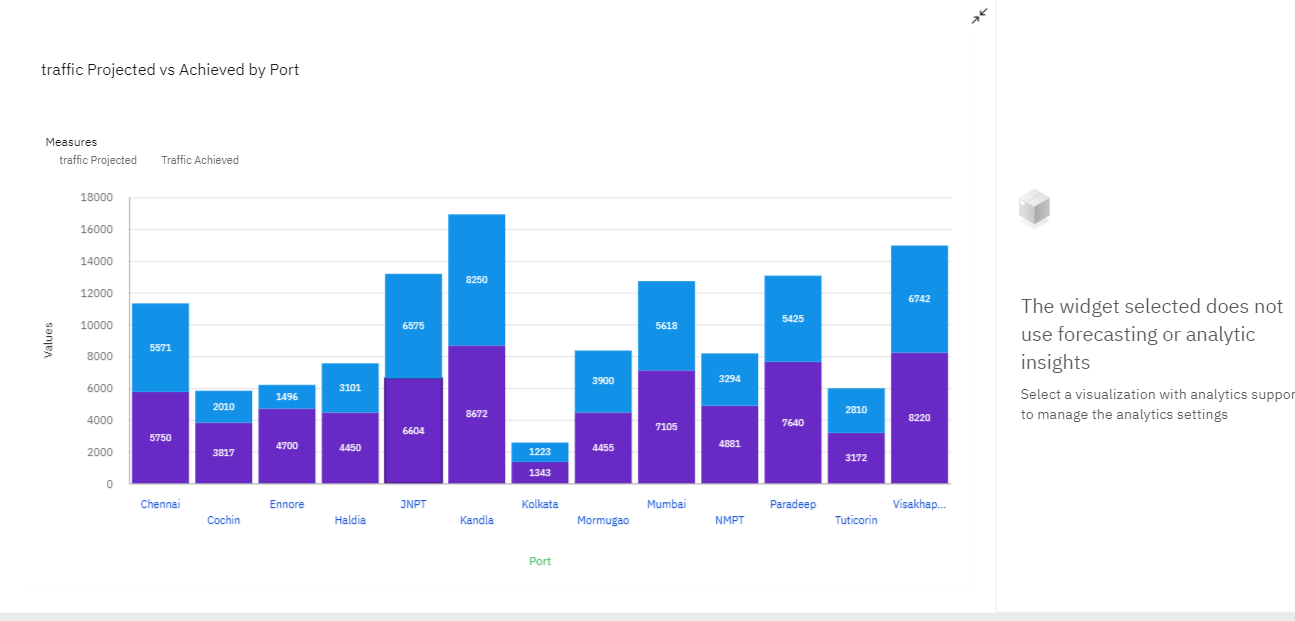 traffic Projected vs Achieved by Port
Measures
traffic Projected Traffic Achieved
Values
18000
16000
14000
12000
10000
8000
6000
4000
2000
0
5571
5750
2010
3817
1496
4700
3101
4450
6575
6604
8250
8672
1223
1343
3900
4455
5618
7105
3294
4881
5425
7640
2810
3172
6742
8220
Chennai
Cochin
Ennore
Haldia
JNPT
Kandla
Kolkata
Mormugao
Mumbai
NMPT
Paradeep
Tuticorin
Visakhap...
Port
The widget selected does not
use forecasting or analytic
insights
Select a visualization with analytics suppor
to manage the analytics settings